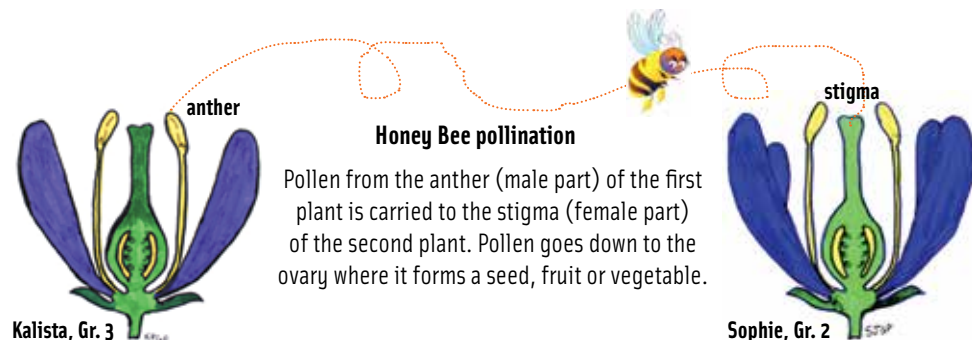 anther
stigma
Honey Bee pollination
Pollen from the anther (male part) of the first
plant is carried to the stigma (female part)
of the second plant. Pollen goes down to the
ovary where it forms a seed, fruit or vegetable.
Kalista, Gr. 3
Sophie, Gr. 2